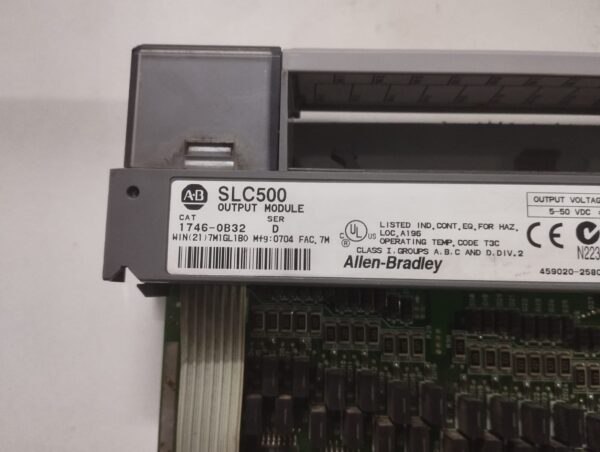 A-B SLC500
OUTPUT MODULE
CAT SER
1746-OB32 D
WIN(21)7M1GL1B0 Mfg:0704 FAC,7M
UL
LISTED IND.CONT.EQ.FOR HAZ,
LOC.A196
OPERATING TEMP.CODE T3C
CLASS I.GROUPS A.B.C AND D.DIV.2
Allen-Bradley
OUTPUT VOLTAG
5-50 VDC
CE
N223
459020-2580